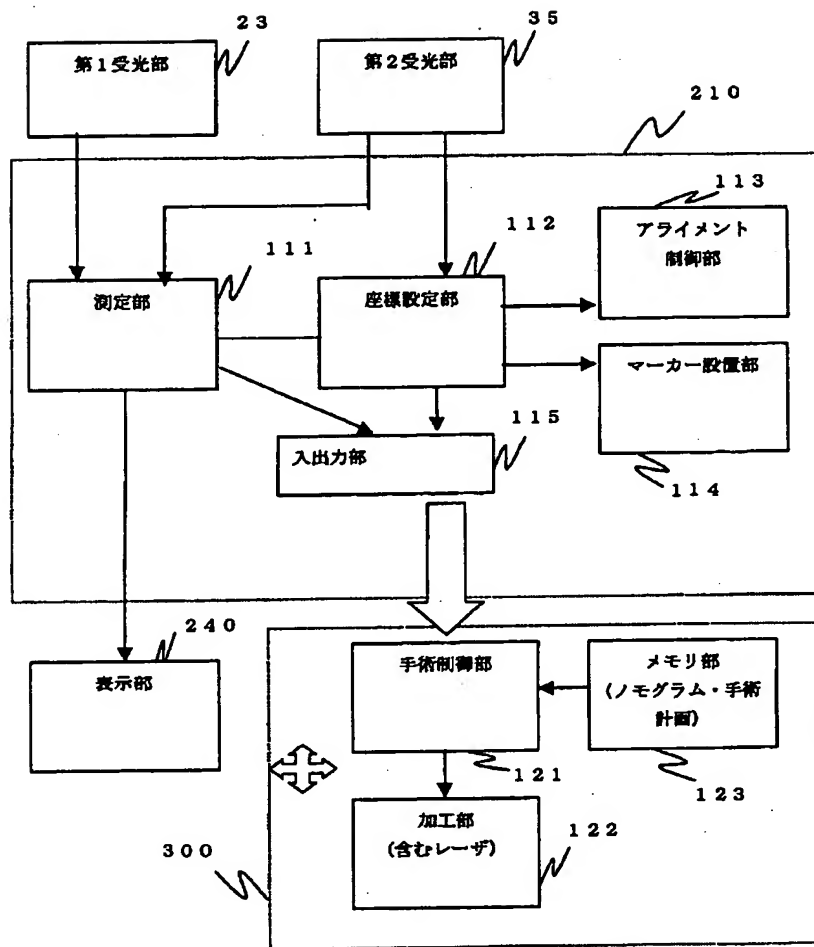 23
35
第1受光部
第2受光部
210
113
アライメント
制御部
111
112
測定部
座標設定部
マーカー設置部
115
入出力部
114
240
表示部
手術制御部
メモリ部
(ノモグラム・手術
計画)
121
123
加工部
(含むレーザ)
122
300